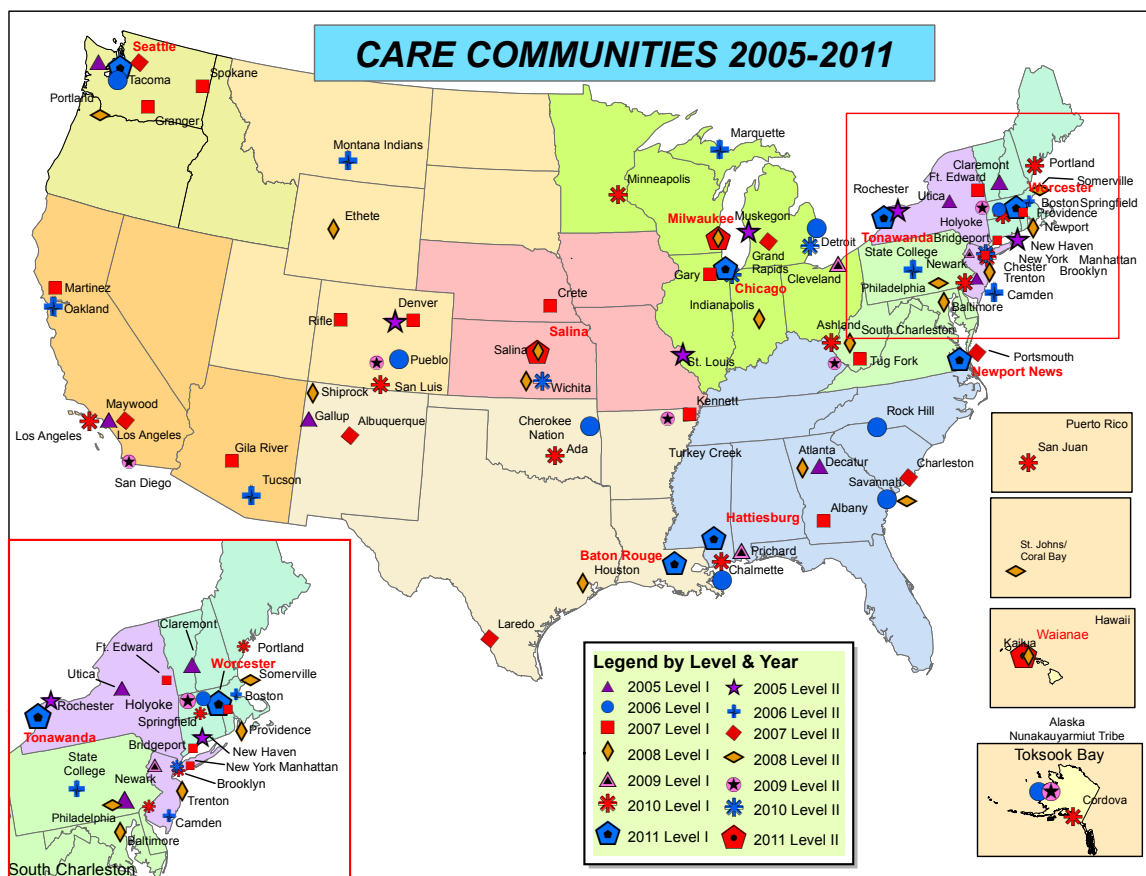 CARE COMMUNITIES 2005-2011
Seattle
Tacoma
Spokane
Portland
Granger
Montana Indians
Ethete
Martinez
Oakland
Maywood
Los Angeles
Los Angeles
San Diego
Gila River
Tucson
Rifle
Denver
Pueblo
San Luis
Shiprock
Gallup
Albuquerque
Crete
Salina
Salina
Wichita
Cherokee
Nation
Ada
Laredo
Houston
Baton Rouge
Hattiesburg
Chalmette
Prichard
Turkey Creek
Kennett
St. Louis
Minneapolis
Marquette
Milwaukee
Muskegon
Grand
Rapids
Detroit
Gary
Chicago
Indianapolis
Cleveland
Ashland
South Charleston
Tug Fork
Portsmouth
Newport News
Rock Hill
Atlanta
Decatur
Charleston
Savannah
Albany
Claremont
Portland
Ft. Edward
Worcester
Somerville
Rochester
Utica
Boston
Springfield
Holyoke
Providence
Newport
Tonawanda
Bridgeport
New Haven
State College
New York
Manhattan
Newark
Chester
Brooklyn
Trenton
Philadelphia
Camden
Baltimore
Puerto Rico
San Juan
St. Johns/
Coral Bay
Hawaii
Kailua
Waianae
Alaska
Nunakauyarmiut Tribe
Toksook Bay
Cordova
Claremont
Ft. Edward
Portland
Worcester
Utica
Somerville
Rochester
Holyoke
Boston
Springfield
Tonawanda
Providence
Bridgeport
New Haven
State
College
New York Manhattan
Newark
Brooklyn
Trenton
Philadelphia
Camden
Baltimore
South Charleston
Legend by Level & Year
2005 Level I
2005 Level II
2006 Level I
2006 Level II
2007 Level I
2007 Level II
2008 Level I
2008 Level II
2009 Level I
2009 Level II
2010 Level I
2010 Level II
2011 Level I
2011 Level II